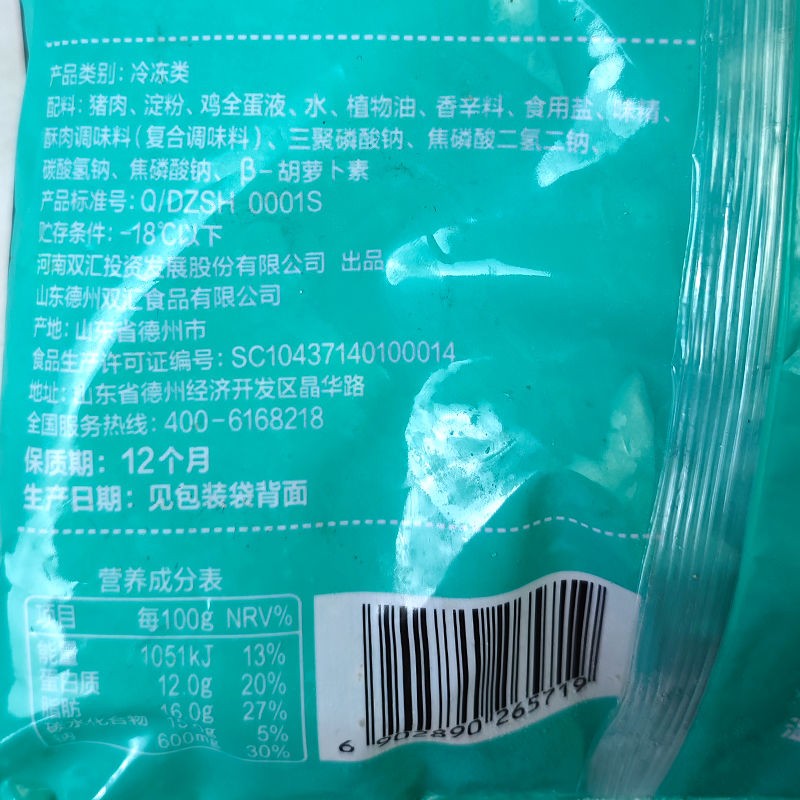 产品类别：冷冻类
配料：猪肉、淀粉、鸡全蛋液、水、植物油、香辛料、食用盐、味精、
酥肉调味料（复合调味料）、三聚磷酸钠、焦磷酸二氢二钠、
碳酸氢钠、焦磷酸钠、β-胡萝卜素
产品标准号：Q/DZSH 0001S
贮存条件：-18℃以下
河南双汇投资发展股份有限公司 出品
山东德州双汇食品有限公司
产地：山东省德州市
食品生产许可证编号：SC10437140100014
地址：山东省德州经济开发区晶华路
全国服务热线：400-6168218
保质期：12个月
生产日期：见包装袋背面
营养成分表
项目 每100g NRV%
能量 1051kJ 13%
蛋白质 12.0g 20%
脂肪 16.0g 27%
碳水化合物 5%
钠 600mg 30%
6 902890 265719